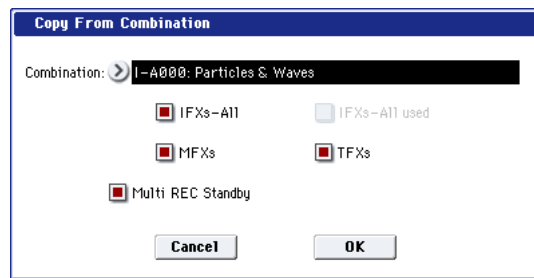 Copy From Combination
Combination: I-A000: Particles & Waves
IFXs-All IFXs-All used
MFXs TFXs
Multi REC Standby
Cancel OK